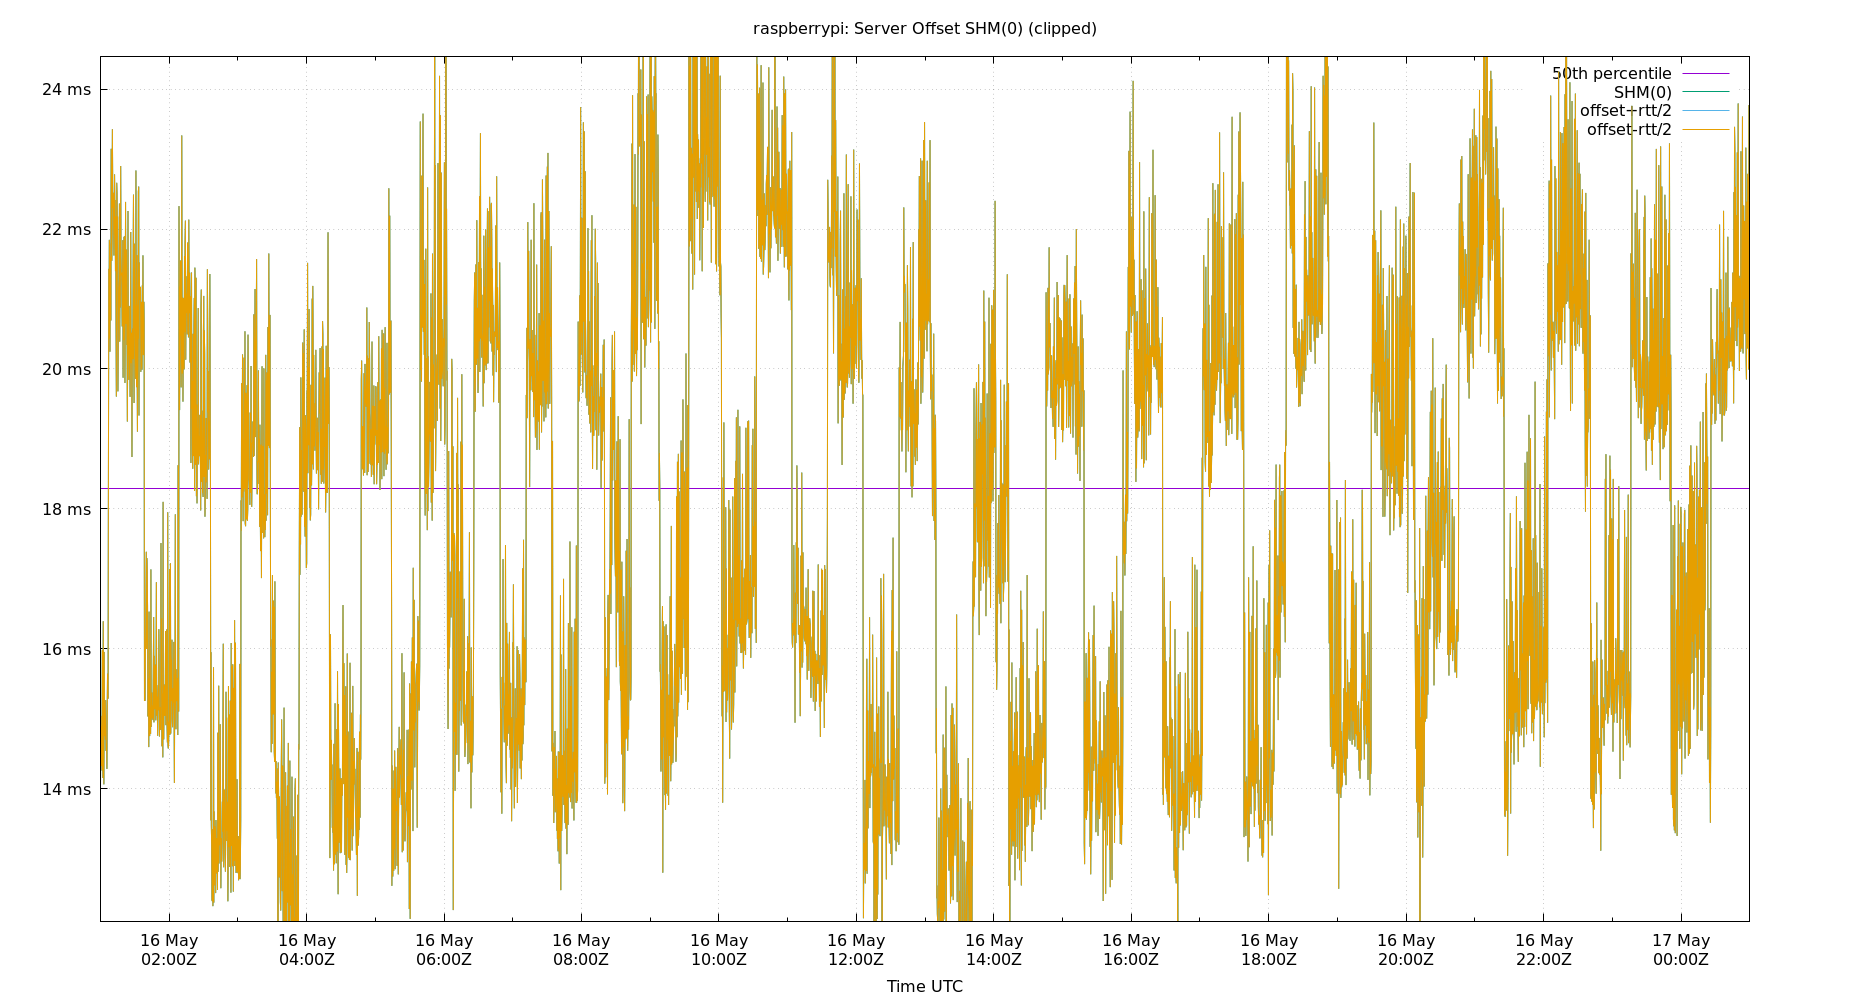 raspberrypi: Server Offset SHM(0) (clipped)
50th percentile
SHM(0)
offset+rtt/2
offset-rtt/2
24 ms
22 ms
20 ms
18 ms
16 ms
14 ms
16 May 16 May 16 May 16 May 16 May 16 May 16 May 16 May 16 May 16 May 16 May 17 May
02:00Z 04:00Z 06:00Z 08:00Z 10:00Z 12:00Z 14:00Z 16:00Z 18:00Z 20:00Z 22:00Z 00:00Z
Time UTC